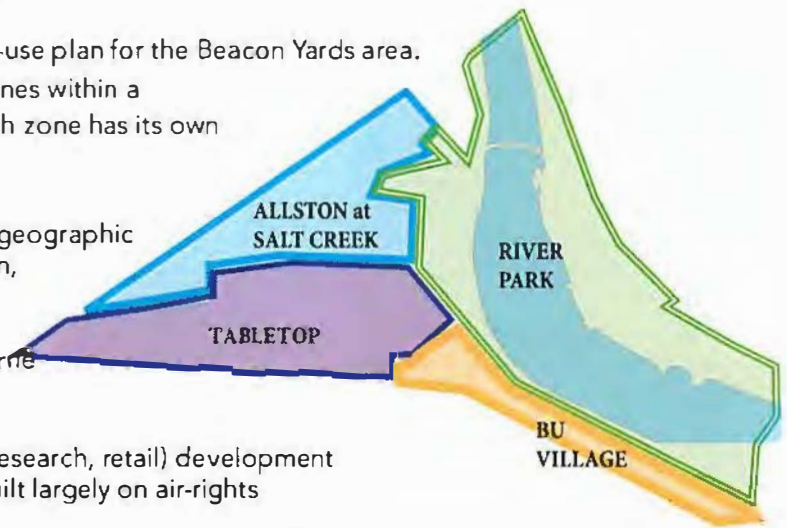 -use plan for the Beacon Yards area.
nes within a
h zone has its own
geographic
n,
rne
esearch, retail) development
ilt largely on air-rights
ALLSTON at
SALT CREEK
TABLETOP
RIVER
PARK
BU
VILLAGE